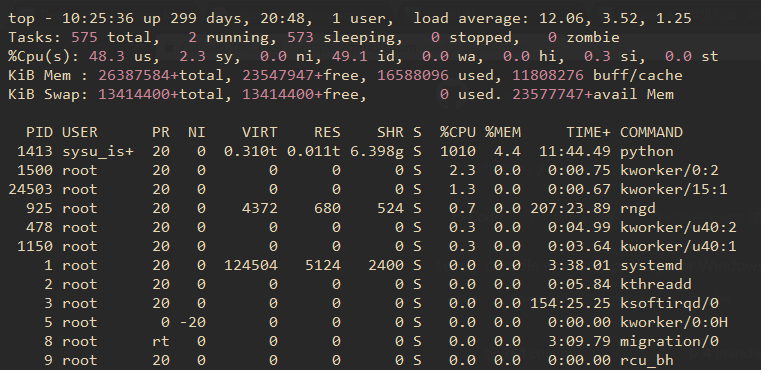 top - 10:25:36 up 299 days, 20:48,  1 user,  load average: 12.06, 3.52, 1.25
Tasks: 575 total,   2 running, 573 sleeping,   0 stopped,   0 zombie
%Cpu(s): 48.3 us,  2.3 sy,  0.0 ni, 49.1 id,  0.0 wa,  0.0 hi,  0.3 si,  0.0 st
KiB Mem : 26387584+total, 23547947+free, 16588096 used, 11808276 buff/cache
KiB Swap: 13414400+total, 13414400+free,        0 used. 23577747+avail Mem
  PID USER      PR  NI    VIRT    RES    SHR S  %CPU %MEM     TIME+ COMMAND
 1413 sysu_is+  20   0  0.310t 0.011t 6.398g S  1010  4.4  11:44.49 python
 1500 root      20   0       0      0      0 S   2.3  0.0   0:00.75 kworker/0:2
24503 root      20   0       0      0      0 S   1.3  0.0   0:00.67 kworker/15:1
  925 root      20   0    4372    680    524 S   0.7  0.0 207:23.89 rngd
  478 root      20   0       0      0      0 S   0.3  0.0   0:04.99 kworker/u40:2
 1150 root      20   0       0      0      0 S   0.3  0.0   0:03.64 kworker/u40:1
    1 root      20   0  124504   5124   2400 S   0.0  0.0   3:38.01 systemd
    2 root      20   0       0      0      0 S   0.0  0.0   0:05.84 kthreadd
    3 root      20   0       0      0      0 S   0.0  0.0 154:25.25 ksoftirqd/0
    5 root       0 -20       0      0      0 S   0.0  0.0   0:00.00 kworker/0:0H
    8 root      rt   0       0      0      0 S   0.0  0.0   3:09.79 migration/0
    9 root      20   0       0      0      0 S   0.0  0.0   0:00.00 rcu_bh